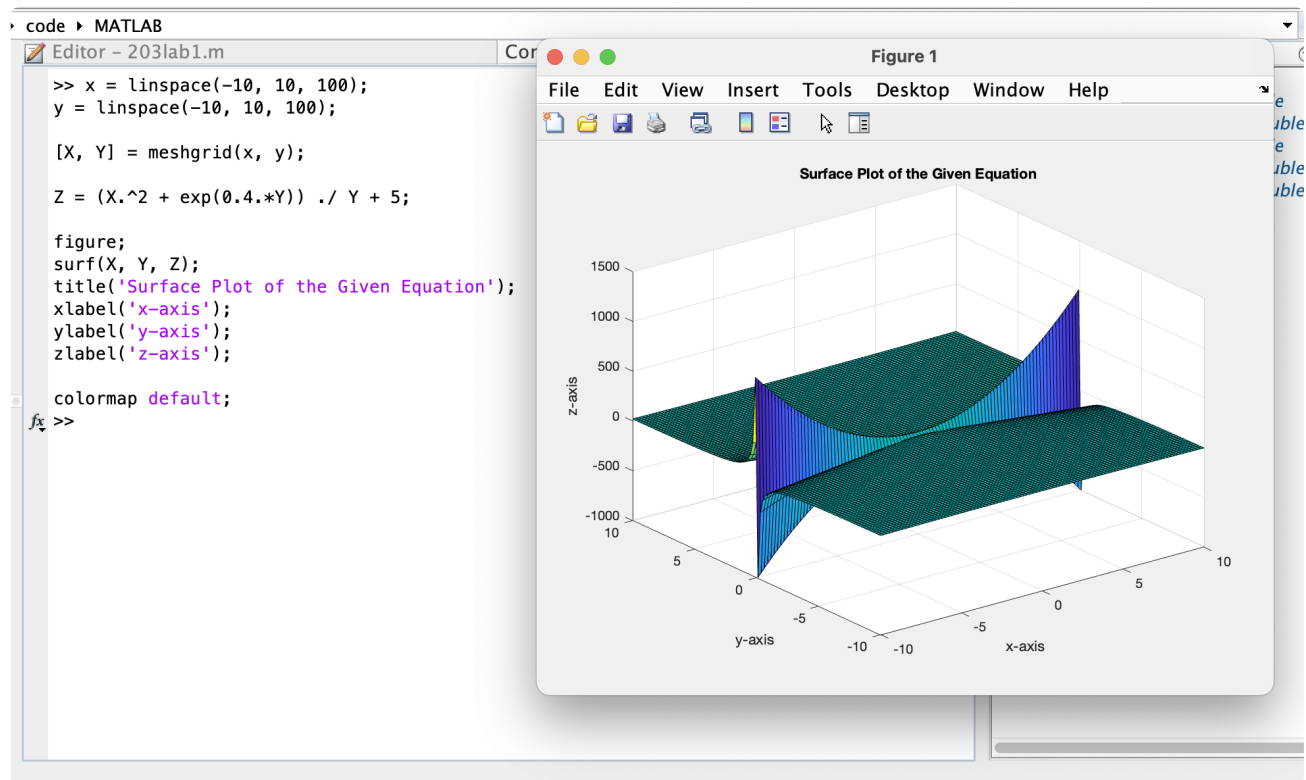 code ▸ MATLAB
Editor – 203lab1.m
>> x = linspace(-10, 10, 100);
y = linspace(-10, 10, 100);
[X, Y] = meshgrid(x, y);
Z = (X.^2 + exp(0.4.*Y)) ./ Y + 5;
figure;
surf(X, Y, Z);
title('Surface Plot of the Given Equation');
xlabel('x-axis');
ylabel('y-axis');
zlabel('z-axis');
colormap default;
fx >>
Figure 1
File Edit View Insert Tools Desktop Window Help
Surface Plot of the Given Equation
1500
1000
500
0
-500
-1000
z-axis
10
5
0
-5
-10
y-axis
-10
-5
0
5
10
x-axis